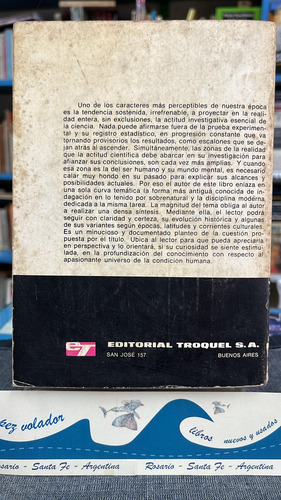 Uno de los caracteres más perceptibles de nuestra época
es la tendencia sostenida, irrefrenable, a proyectar en la reali-
dad entera, sin exclusiones, la actitud investigativa esencial de
la ciencia. Nada puede afirmarse fuera de la prueba experimen-
tal y su registro estadístico, en progresión constante que va
tornando provisorios los resultados, como escalones que se de-
jan atrás al ascender. Simultáneamente, las zonas de la realidad
que la actitud científica debe abarcar en su investigación para
afianzar sus conclusiones, son cada vez más amplias. Y cuando
esa zona es la del ser humano y su mundo mental, es necesario
calar muy hondo en su pasado para explicar sus alcances y
posibilidades actuales. Por eso el autor de este libro enlaza en
una sola curva temática la forma más antigua conocida de in-
dagación en lo tenido por sobrenatural y la disciplina moderna
dedicada a la misma tarea. La magnitud del tema obliga al autor
a realizar una densa síntesis. Mediante ella, el lector podrá
seguir con claridad y certeza, su evolución histórica y algunas
de sus variantes según épocas, latitudes y corrientes culturales.
Es un minucioso y documentado planteo de la cuestión pro-
puesta por el título. Ubica al lector para que pueda apreciarla
en perspectiva y lo orientará, si su curiosidad se siente estimu-
lada, en la profundización del conocimiento con respecto al
apasionante universo de la condición humana.
eT EDITORIAL TROQUEL S.A.
SAN JOSÉ 157 BUENOS AIRES
pez volador
libros
nuevos y usados
Rosario - Santa Fe - Argentina
Rosario - Santa Fe - Argentina